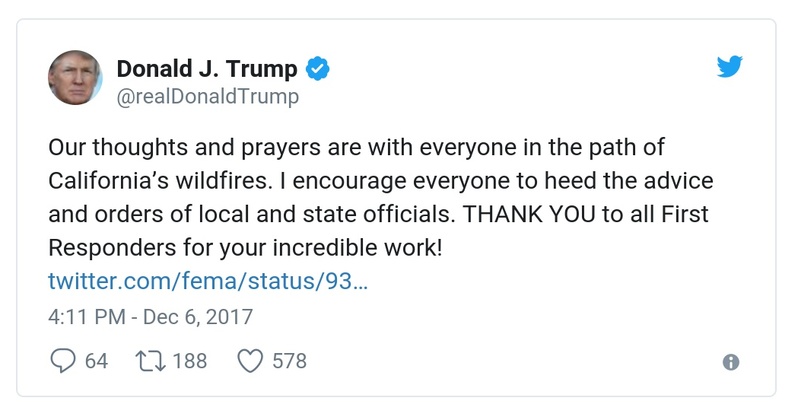 Donald J. Trump
@realDonaldTrump
Our thoughts and prayers are with everyone in the path of
California’s wildfires. I encourage everyone to heed the advice
and orders of local and state officials. THANK YOU to all First
Responders for your incredible work!
twitter.com/fema/status/93…
4:11 PM - Dec 6, 2017
64 188 578